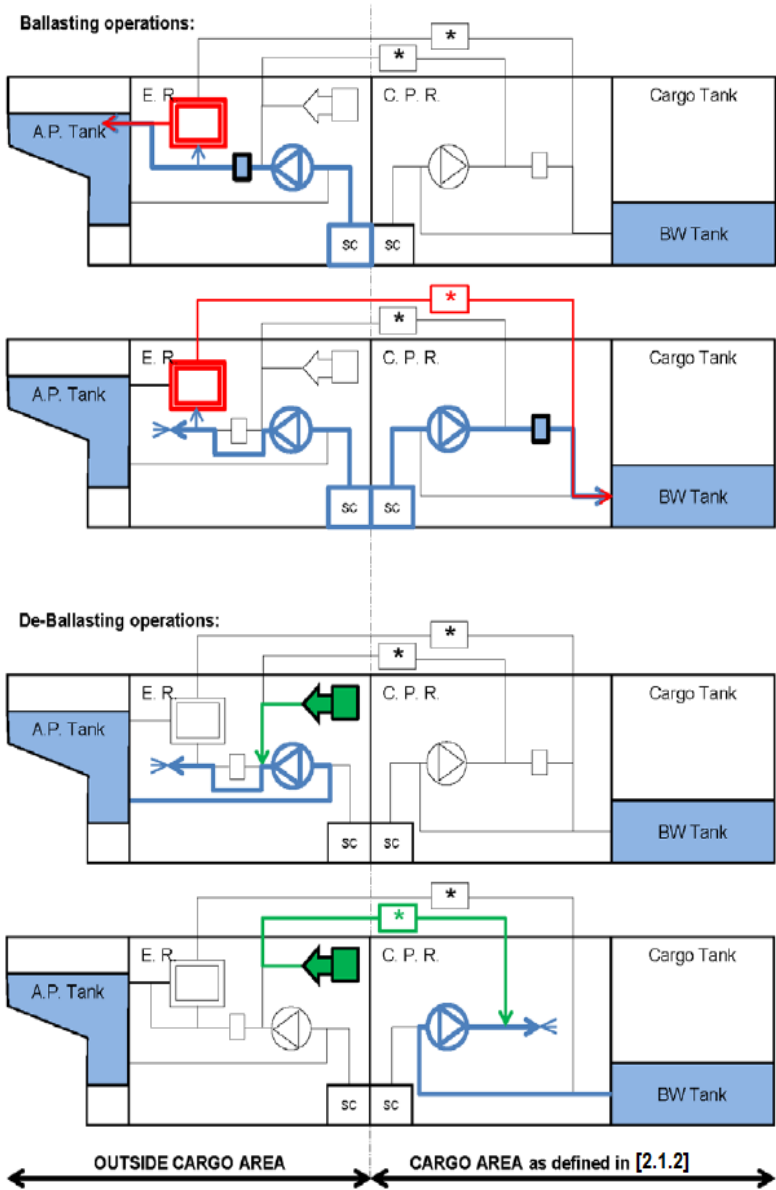 Ballasting operations:
*
*
E. R.
C. P. R.
Cargo Tank
A.P. Tank
BW Tank
sc
sc
*
*
E. R.
C. P. R.
Cargo Tank
A.P. Tank
BW Tank
sc
sc
De-Ballasting operations:
*
*
E. R.
C. P. R.
Cargo Tank
A.P. Tank
BW Tank
sc
sc
*
*
E. R.
C. P. R.
Cargo Tank
A.P. Tank
BW Tank
sc
sc
OUTSIDE CARGO AREA
CARGO AREA as defined in [2.1.2]